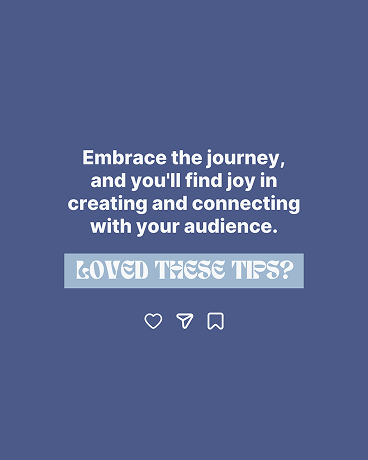 Embrace the journey,
and you'll find joy in
creating and connecting
with your audience.
LOVED THESE TIPS?